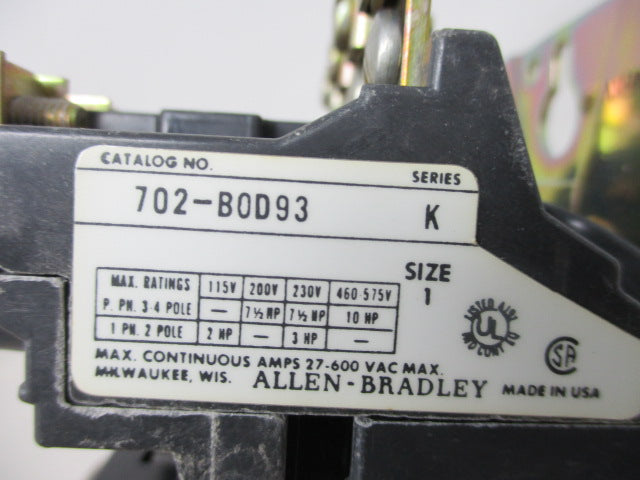 CATALOG NO. SERIES
702-BOD93 K
SIZE
1
MAX. RATINGS 115V 200V 230V 460-575V
P. PH. 3-4 POLE — 7½ HP 7½ HP 10 HP
1 PH. 2 POLE 2 HP — 3 HP —
UL
SA
MAX. CONTINUOUS AMPS 27-600 VAC MAX.
MILWAUKEE, WIS. ALLEN-BRADLEY MADE IN USA